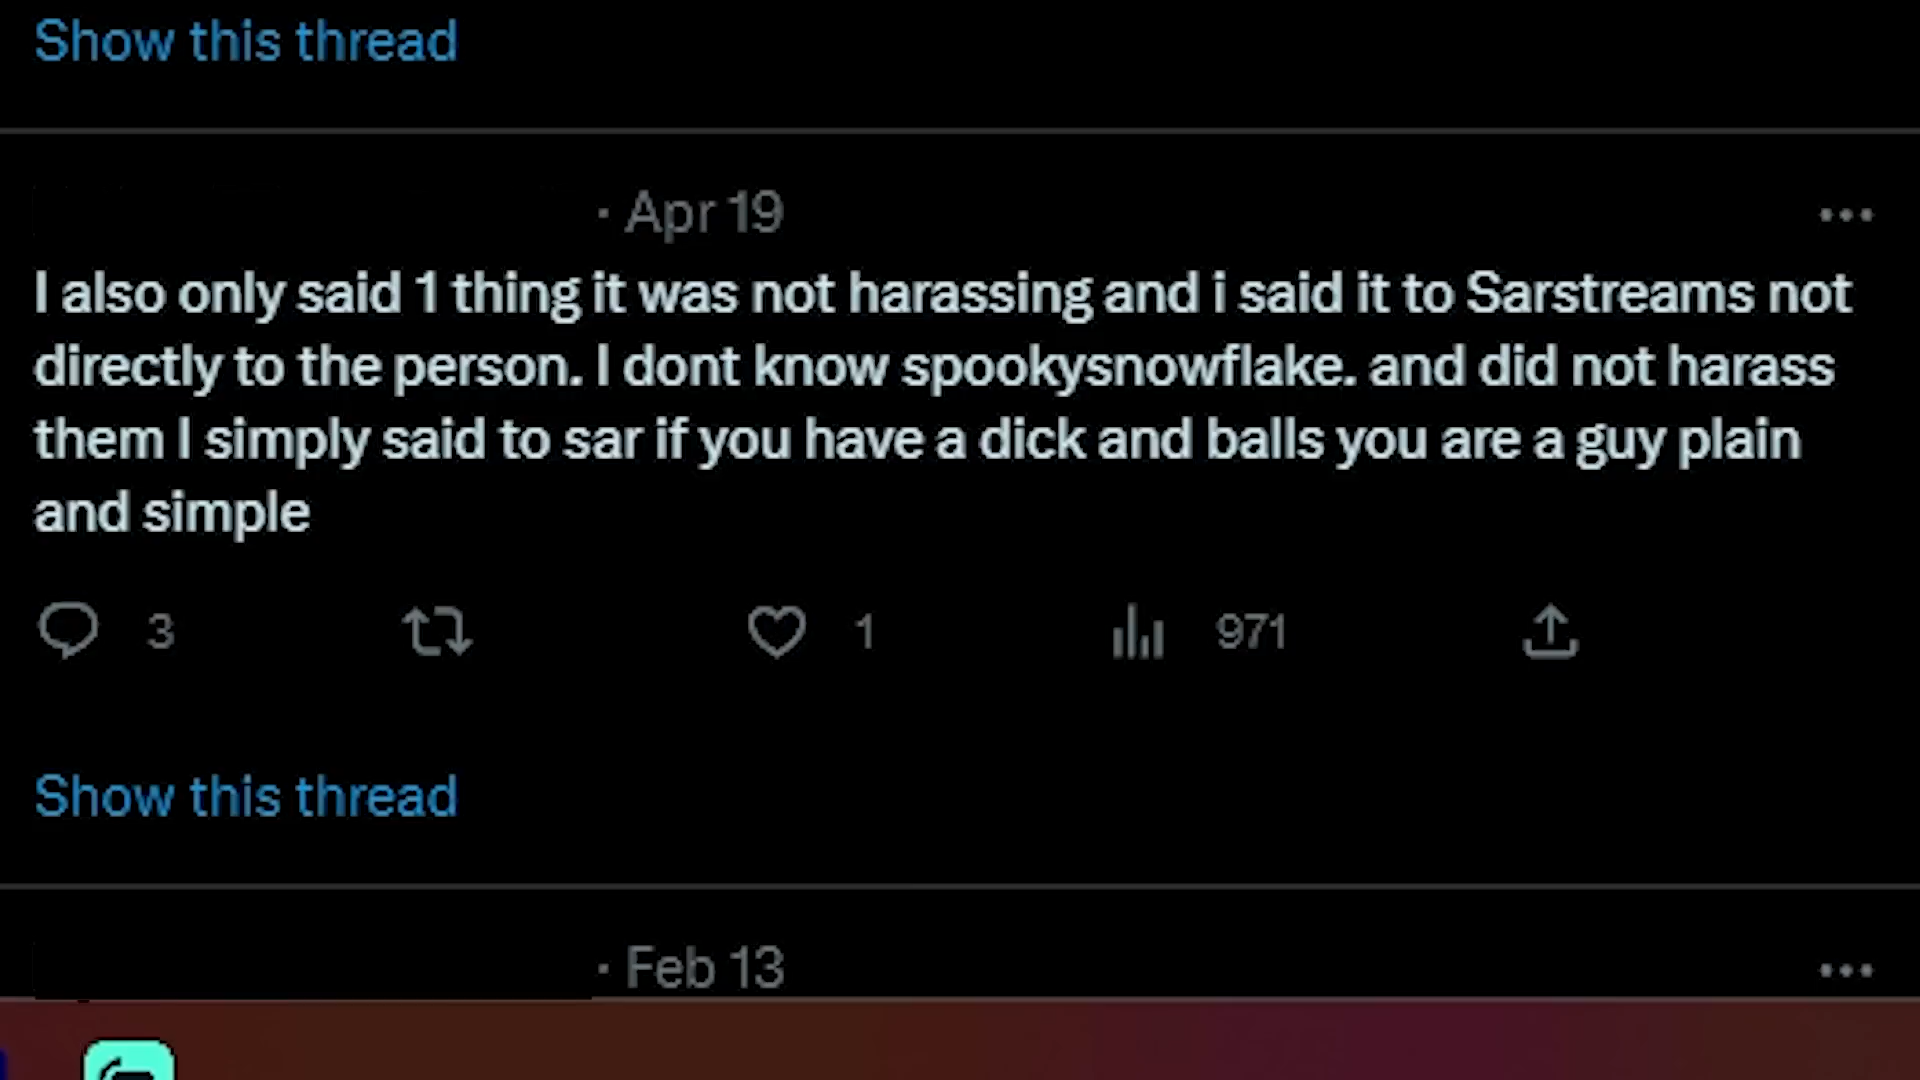 Show this thread
· Apr 19
I also only said 1 thing it was not harassing and i said it to Sarstreams not
directly to the person. I dont know spookysnowflake. and did not harass
them I simply said to sar if you have a dick and balls you are a guy plain
and simple
3 1 971
Show this thread
· Feb 13